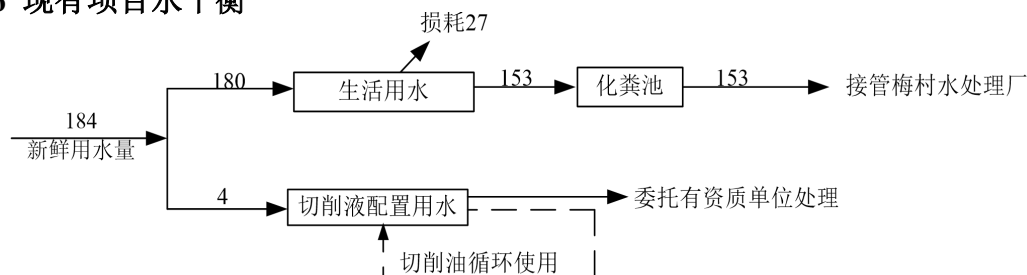 现有项目水平衡
损耗27
180
生活用水
153
化粪池
153
接管梅村水处理厂
184
新鲜用水量
4
切削液配置用水
委托有资质单位处理
切削油循环使用